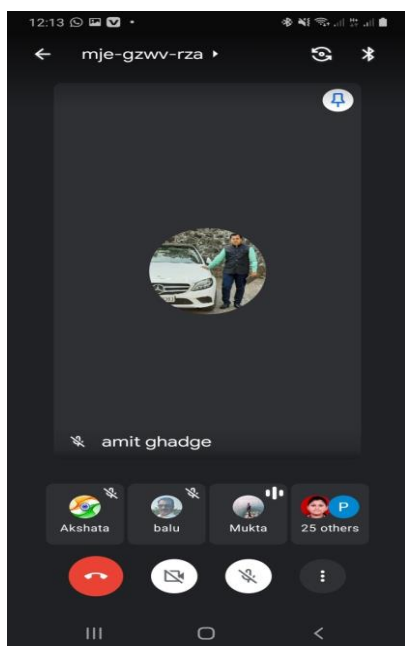 12:13
mje-gzwv-rza
amit ghadge
Akshata
balu
Mukta
P
25 others